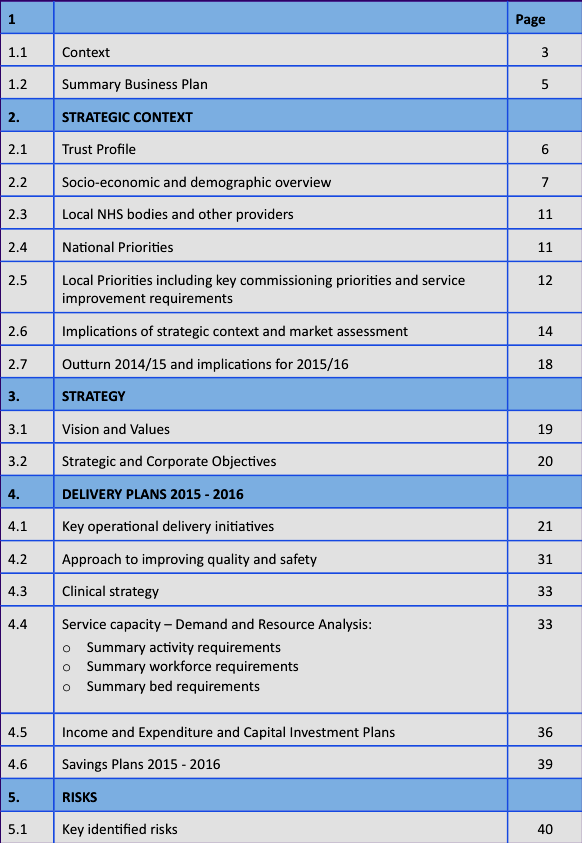 1 Page
1.1 Context 3
1.2 Summary Business Plan 5
2. STRATEGIC CONTEXT
2.1 Trust Profile 6
2.2 Socio-economic and demographic overview 7
2.3 Local NHS bodies and other providers 11
2.4 National Priorities 11
2.5 Local Priorities including key commissioning priorities and service 12
improvement requirements
2.6 Implications of strategic context and market assessment 14
2.7 Outturn 2014/15 and implications for 2015/16 18
3. STRATEGY
3.1 Vision and Values 19
3.2 Strategic and Corporate Objectives 20
4. DELIVERY PLANS 2015 - 2016
4.1 Key operational delivery initiatives 21
4.2 Approach to improving quality and safety 31
4.3 Clinical strategy 33
4.4 Service capacity – Demand and Resource Analysis: 33
o Summary activity requirements
o Summary workforce requirements
o Summary bed requirements
4.5 Income and Expenditure and Capital Investment Plans 36
4.6 Savings Plans 2015 - 2016 39
5. RISKS
5.1 Key identified risks 40